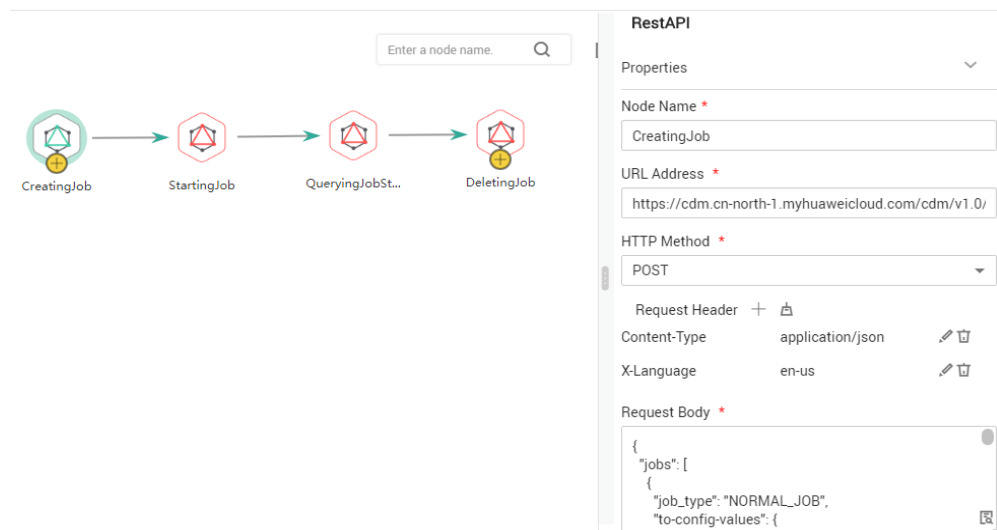 Enter a node name.
CreatingJob
StartingJob
QueryingJobSt...
DeletingJob
RestAPI
Properties
Node Name *
CreatingJob
URL Address *
https://cdm.cn-north-1.myhuaweicloud.com/cdm/v1.0/
HTTP Method *
POST
Request Header
Content-Type application/json
X-Language en-us
Request Body *
{
"jobs": [
{
"job_type": "NORMAL_JOB",
"to-config-values": {